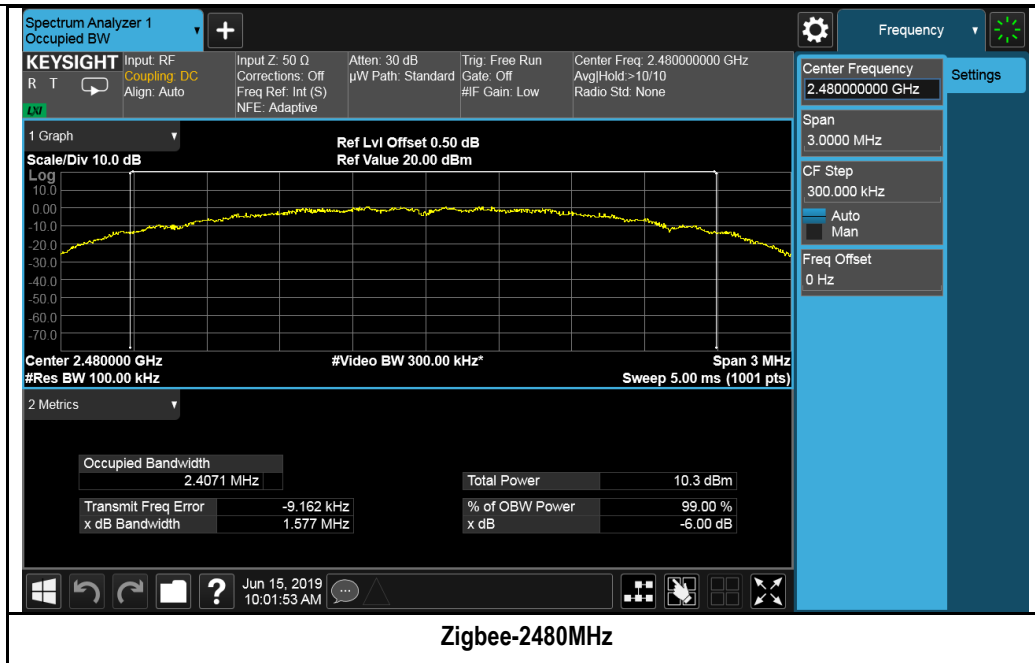 Spectrum Analyzer 1
Occupied BW
Frequency
KEYSIGHT
R T
LXI
Input: RF
Coupling: DC
Align: Auto
Input Z: 50 Ω
Corrections: Off
Freq Ref: Int (S)
NFE: Adaptive
Atten: 30 dB
µW Path: Standard
Trig: Free Run
Gate: Off
#IF Gain: Low
Center Freq: 2.480000000 GHz
Avg|Hold:>10/10
Radio Std: None
Center Frequency
2.480000000 GHz
Settings
Span
3.0000 MHz
CF Step
300.000 kHz
Auto
Man
Freq Offset
0 Hz
1 Graph
Scale/Div 10.0 dB
Ref Lvl Offset 0.50 dB
Ref Value 20.00 dBm
Log
10.0
0.00
-10.0
-20.0
-30.0
-40.0
-50.0
-60.0
-70.0
Center 2.480000 GHz
#Res BW 100.00 kHz
#Video BW 300.00 kHz*
Span 3 MHz
Sweep 5.00 ms (1001 pts)
2 Metrics
Occupied Bandwidth
2.4071 MHz
Total Power 10.3 dBm
Transmit Freq Error -9.162 kHz
% of OBW Power 99.00 %
x dB Bandwidth 1.577 MHz
x dB -6.00 dB
?
Jun 15, 2019
10:01:53 AM
Zigbee-2480MHz